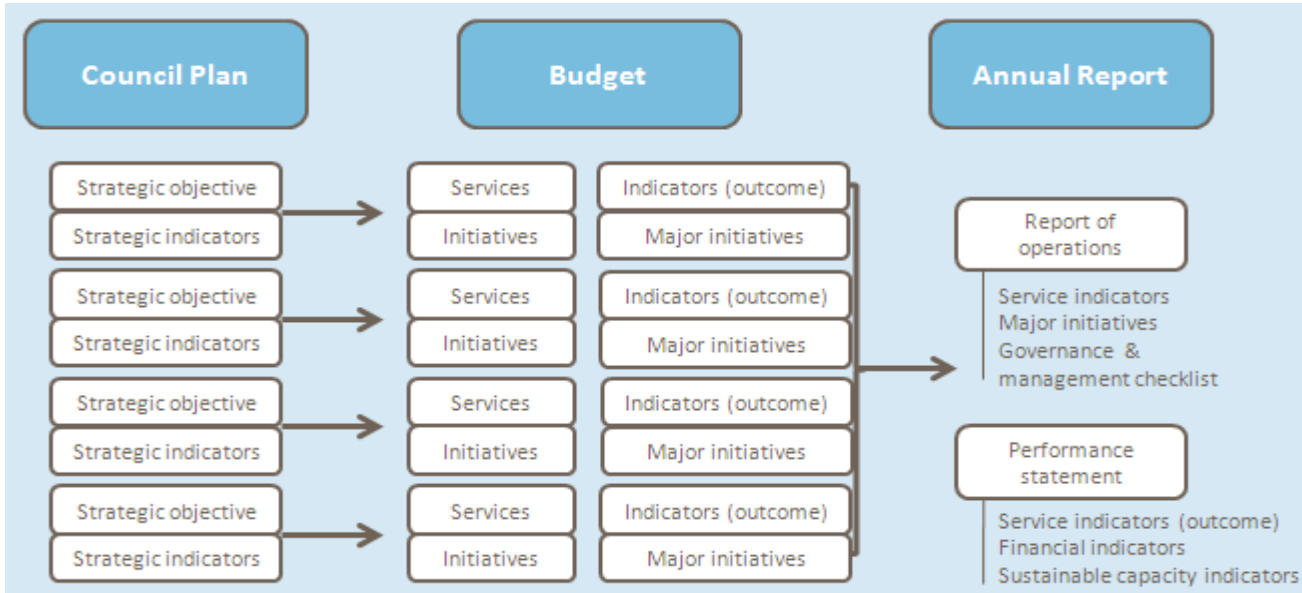 Council Plan
Budget
Annual Report
Strategic objective
Strategic indicators
Strategic objective
Strategic indicators
Strategic objective
Strategic indicators
Strategic objective
Strategic indicators
Services
Initiatives
Services
Initiatives
Services
Initiatives
Services
Initiatives
Indicators (outcome)
Major initiatives
Indicators (outcome)
Major initiatives
Indicators (outcome)
Major initiatives
Indicators (outcome)
Major initiatives
Report of
operations
Service indicators
Major initiatives
Governance &
management checklist
Performance
statement
Service indicators (outcome)
Financial indicators
Sustainable capacity indicators